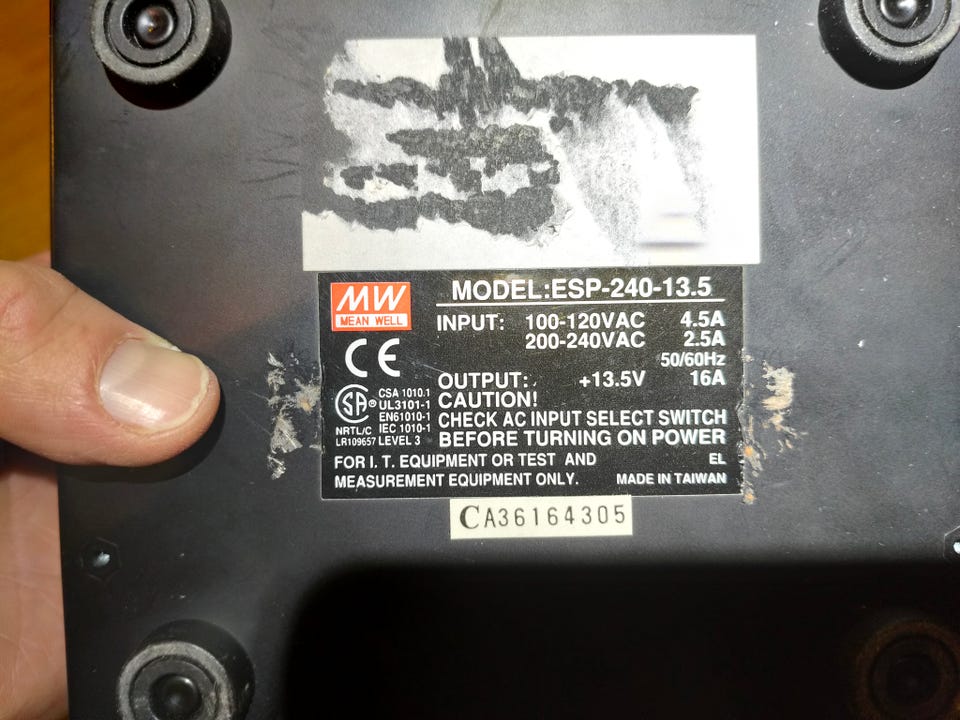 MW
MEAN WELL
MODEL:ESP-240-13.5
INPUT: 100-120VAC 4.5A
200-240VAC 2.5A
50/60Hz
OUTPUT: +13.5V 16A
CAUTION!
CHECK AC INPUT SELECT SWITCH
BEFORE TURNING ON POWER
CE
SA®
NRTL/C
LR109657
CSA 1010.1
UL3101-1
EN61010-1
IEC 1010-1
LEVEL 3
FOR I. T. EQUIPMENT OR TEST AND EL
MEASUREMENT EQUIPMENT ONLY. MADE IN TAIWAN
CA36164305